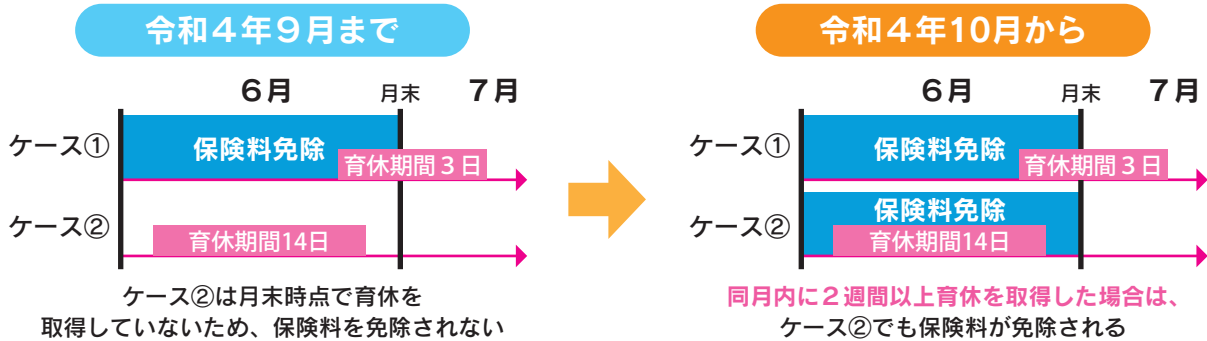 令和４年９月まで
６月 月末 ７月
ケース① 保険料免除
育休期間３日
ケース② 育休期間14日
ケース②は月末時点で育休を
取得していないため、保険料を免除されない
令和４年10月から
６月 月末 ７月
ケース① 保険料免除
育休期間３日
保険料免除
ケース② 育休期間14日
同月内に２週間以上育休を取得した場合は、
ケース②でも保険料が免除される